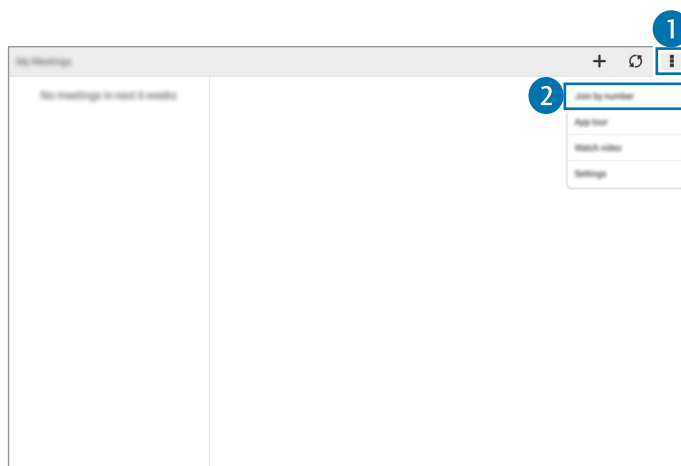 1
My Meetings
No meetings in next 6 weeks
2
Join by number
App tour
Watch video
Settings